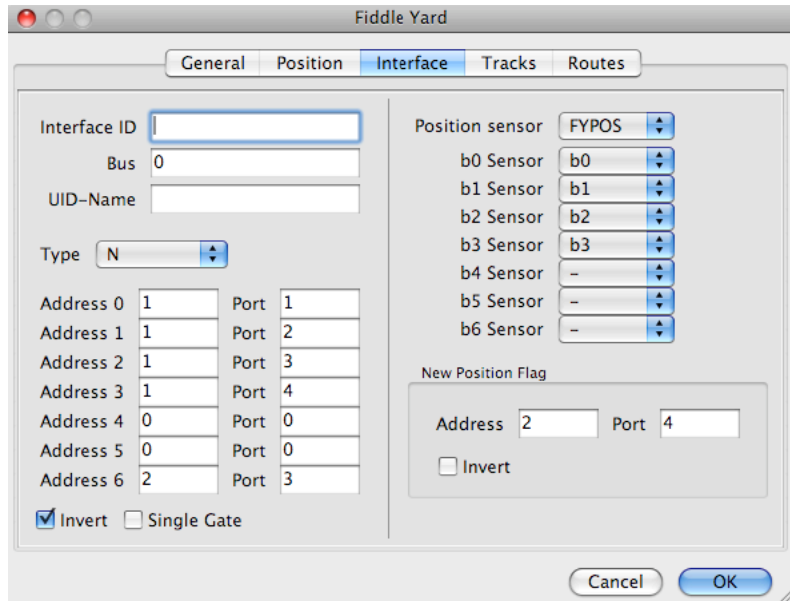 Fiddle Yard
General Position Interface Tracks Routes
Interface ID
Bus 0
UID-Name
Type N
Address 0 1 Port 1
Address 1 1 Port 2
Address 2 1 Port 3
Address 3 1 Port 4
Address 4 0 Port 0
Address 5 0 Port 0
Address 6 2 Port 3
Invert Single Gate
Position sensor FYPOS
b0 Sensor b0
b1 Sensor b1
b2 Sensor b2
b3 Sensor b3
b4 Sensor -
b5 Sensor -
b6 Sensor -
New Position Flag
Address 2 Port 4
Invert
Cancel OK